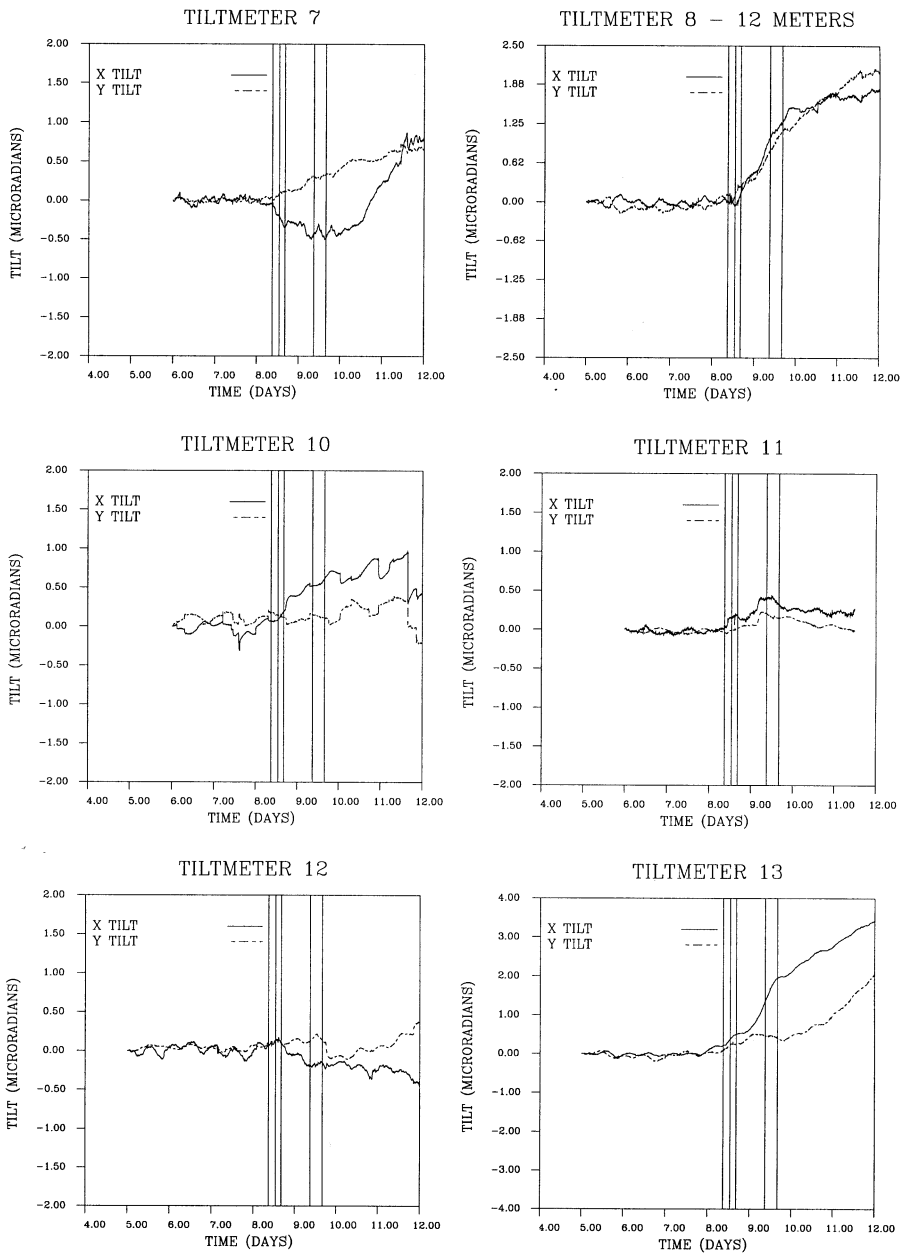 TILTMETER 7
2.00
1.50
X TILT
Y TILT
1.00
0.50
0.00
−0.50
−1.00
−1.50
−2.00
TILT (MICRORADIANS)
4.00 5.00 6.00 7.00 8.00 9.00 10.00 11.00 12.00
TIME (DAYS)
TILTMETER 8 − 12 METERS
2.50
X TILT
1.88
Y TILT
1.25
0.62
0.00
−0.62
−1.25
−1.88
−2.50
TILT (MICRORADIANS)
4.00 5.00 6.00 7.00 8.00 9.00 10.00 11.00 12.00
TIME (DAYS)
TILTMETER 10
2.00
X TILT
1.50
Y TILT
1.00
0.50
0.00
−0.50
−1.00
−1.50
−2.00
TILT (MICRORADIANS)
4.00 5.00 6.00 7.00 8.00 9.00 10.00 11.00 12.00
TIME (DAYS)
TILTMETER 11
2.00
X TILT
1.50
Y TILT
1.00
0.50
0.00
−0.50
−1.00
−1.50
−2.00
TILT (MICRORADIANS)
4.00 5.00 6.00 7.00 8.00 9.00 10.00 11.00 12.00
TIME (DAYS)
TILTMETER 12
2.00
X TILT
1.50
Y TILT
1.00
0.50
0.00
−0.50
−1.00
−1.50
−2.00
TILT (MICRORADIANS)
4.00 5.00 6.00 7.00 8.00 9.00 10.00 11.00 12.00
TIME (DAYS)
TILTMETER 13
4.00
X TILT
3.00
Y TILT
2.00
1.00
0.00
−1.00
−2.00
−3.00
−4.00
TILT (MICRORADIANS)
4.00 5.00 6.00 7.00 8.00 9.00 10.00 11.00 12.00
TIME (DAYS)